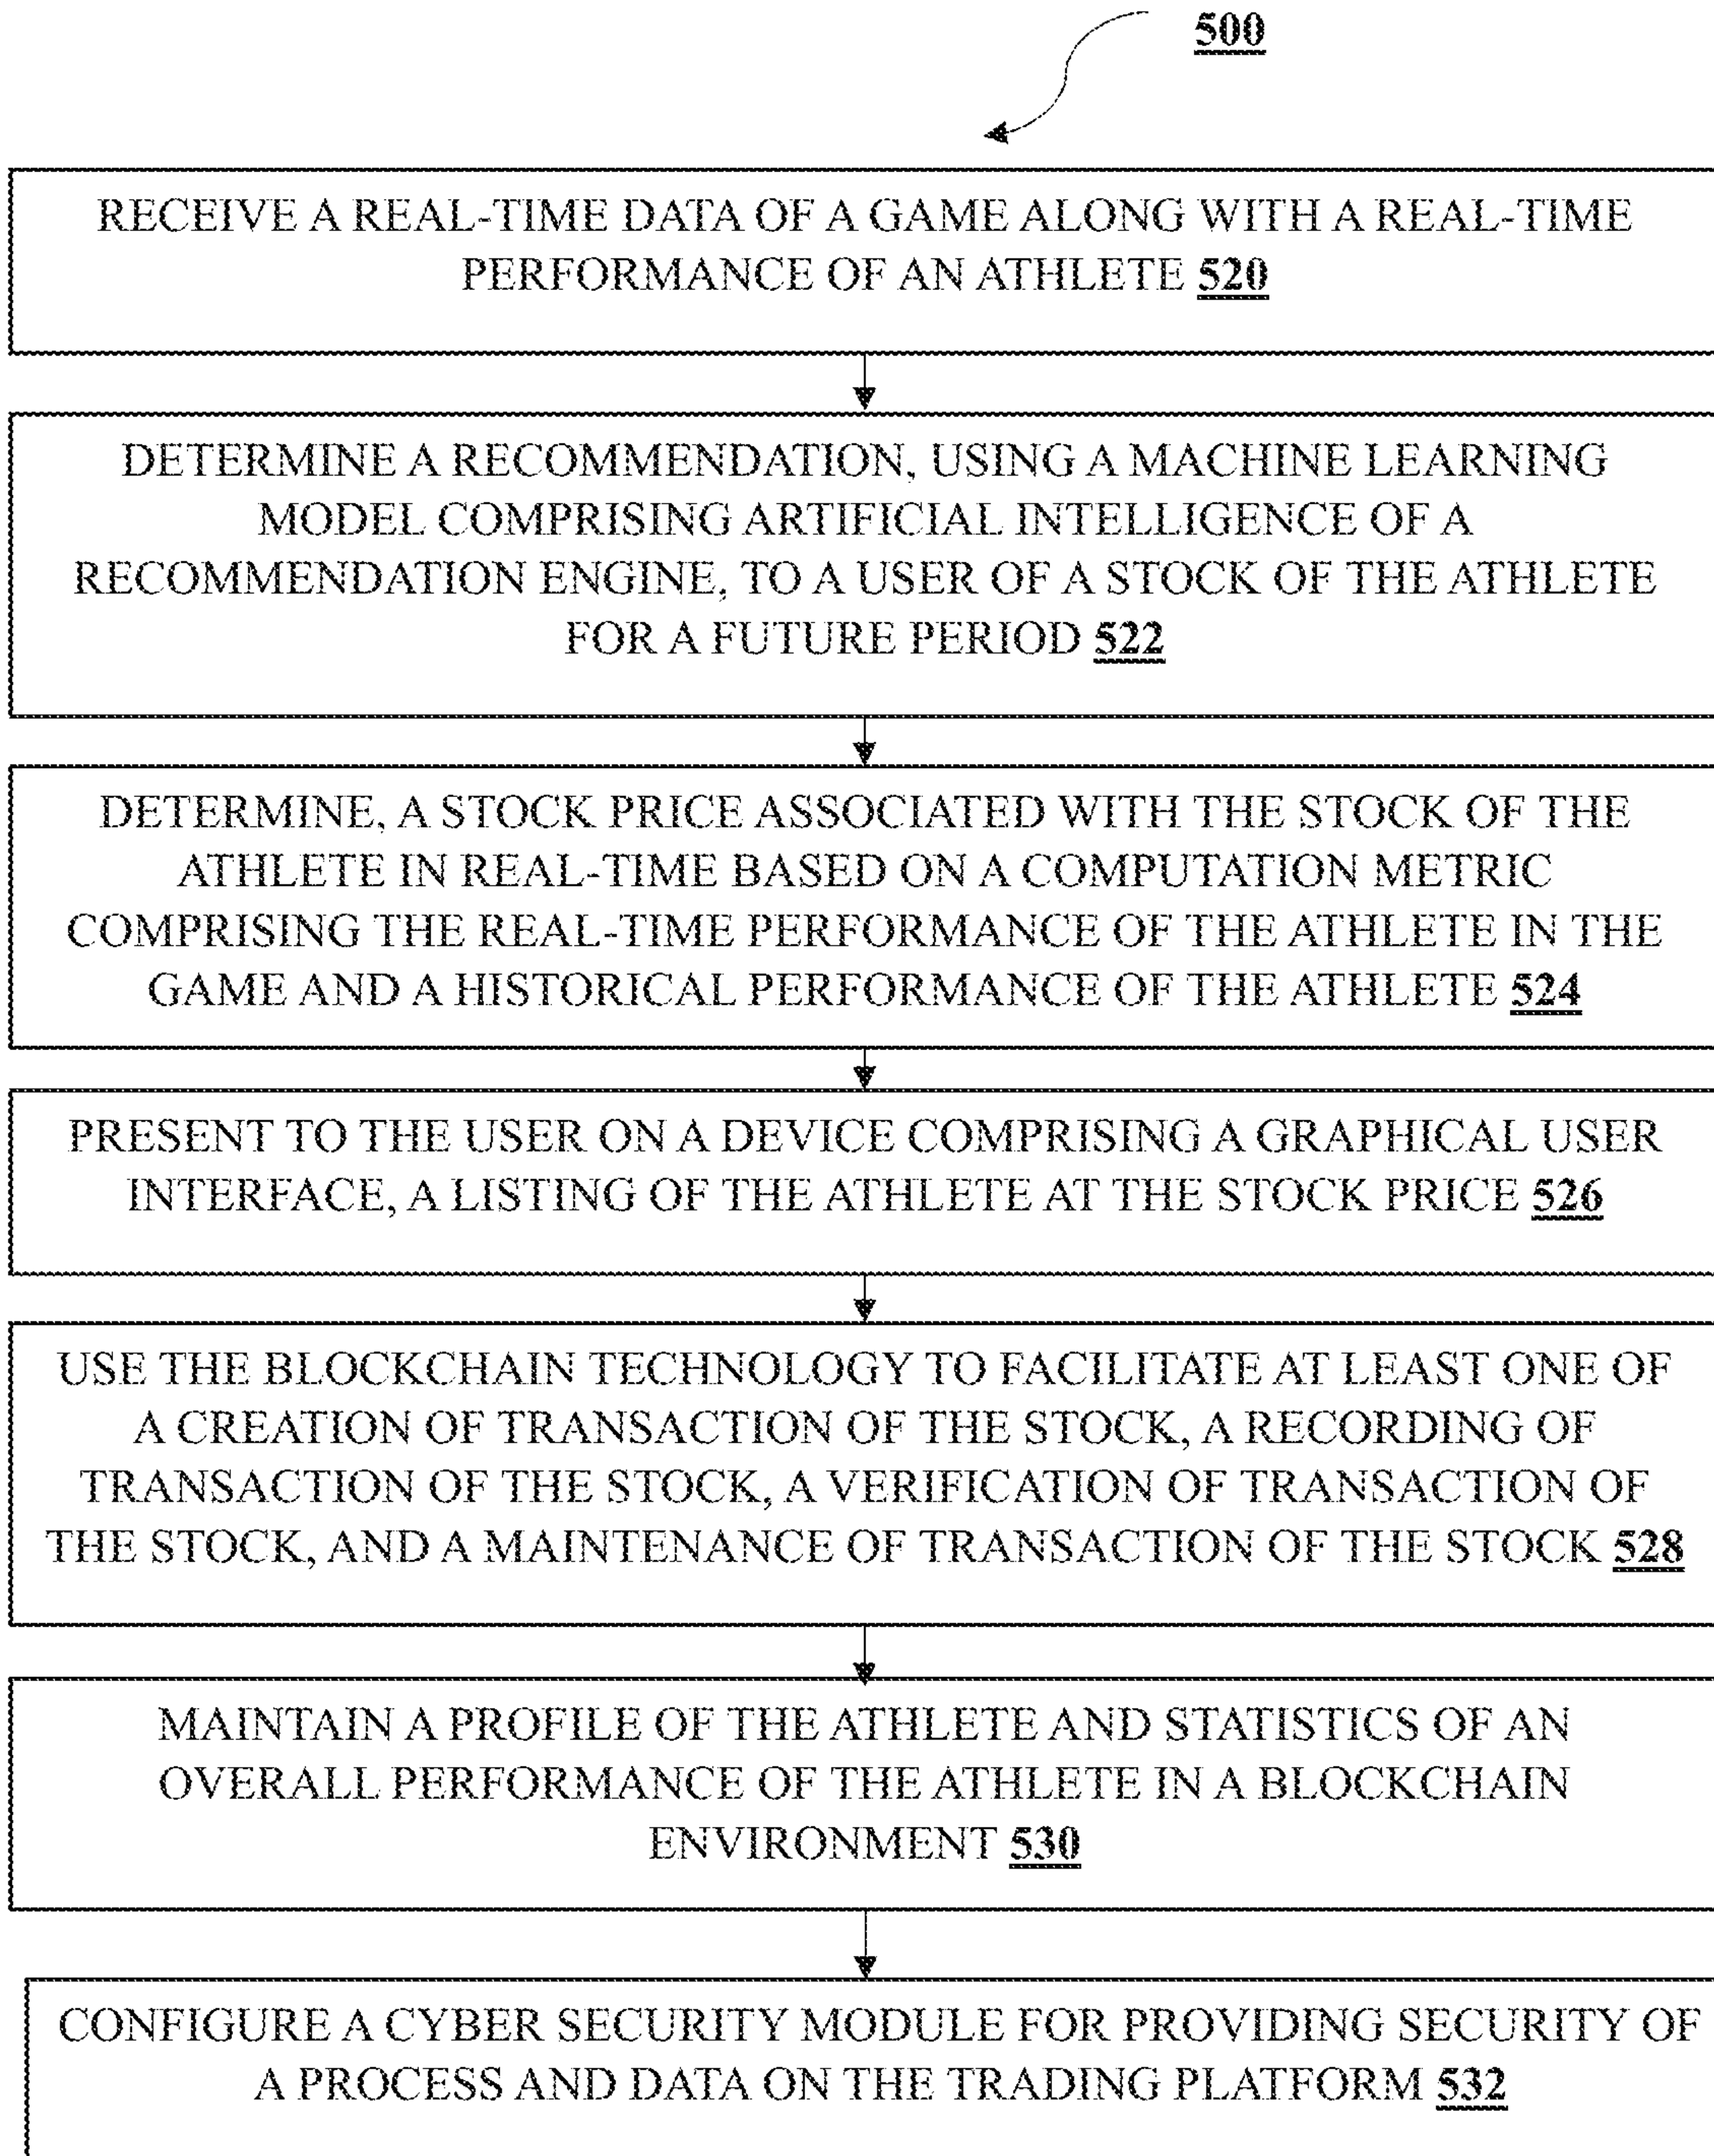 500
RECEIVE A REAL-TIME DATA OF A GAME ALONG WITH A REAL-TIME
PERFORMANCE OF AN ATHLETE 520
DETERMINE A RECOMMENDATION, USING A MACHINE LEARNING
MODEL COMPRISING ARTIFICIAL INTELLIGENCE OF A
RECOMMENDATION ENGINE, TO A USER OF A STOCK OF THE ATHLETE
FOR A FUTURE PERIOD 522
DETERMINE, A STOCK PRICE ASSOCIATED WITH THE STOCK OF THE
ATHLETE IN REAL-TIME BASED ON A COMPUTATION METRIC
COMPRISING THE REAL-TIME PERFORMANCE OF THE ATHLETE IN THE
GAME AND A HISTORICAL PERFORMANCE OF THE ATHLETE 524
PRESENT TO THE USER ON A DEVICE COMPRISING A GRAPHICAL USER
INTERFACE, A LISTING OF THE ATHLETE AT THE STOCK PRICE 526
USE THE BLOCKCHAIN TECHNOLOGY TO FACILITATE AT LEAST ONE OF
A CREATION OF TRANSACTION OF THE STOCK, A RECORDING OF
TRANSACTION OF THE STOCK, A VERIFICATION OF TRANSACTION OF
THE STOCK, AND A MAINTENANCE OF TRANSACTION OF THE STOCK 528
MAINTAIN A PROFILE OF THE ATHLETE AND STATISTICS OF AN
OVERALL PERFORMANCE OF THE ATHLETE IN A BLOCKCHAIN
ENVIRONMENT 530
CONFIGURE A CYBER SECURITY MODULE FOR PROVIDING SECURITY OF
A PROCESS AND DATA ON THE TRADING PLATFORM 532